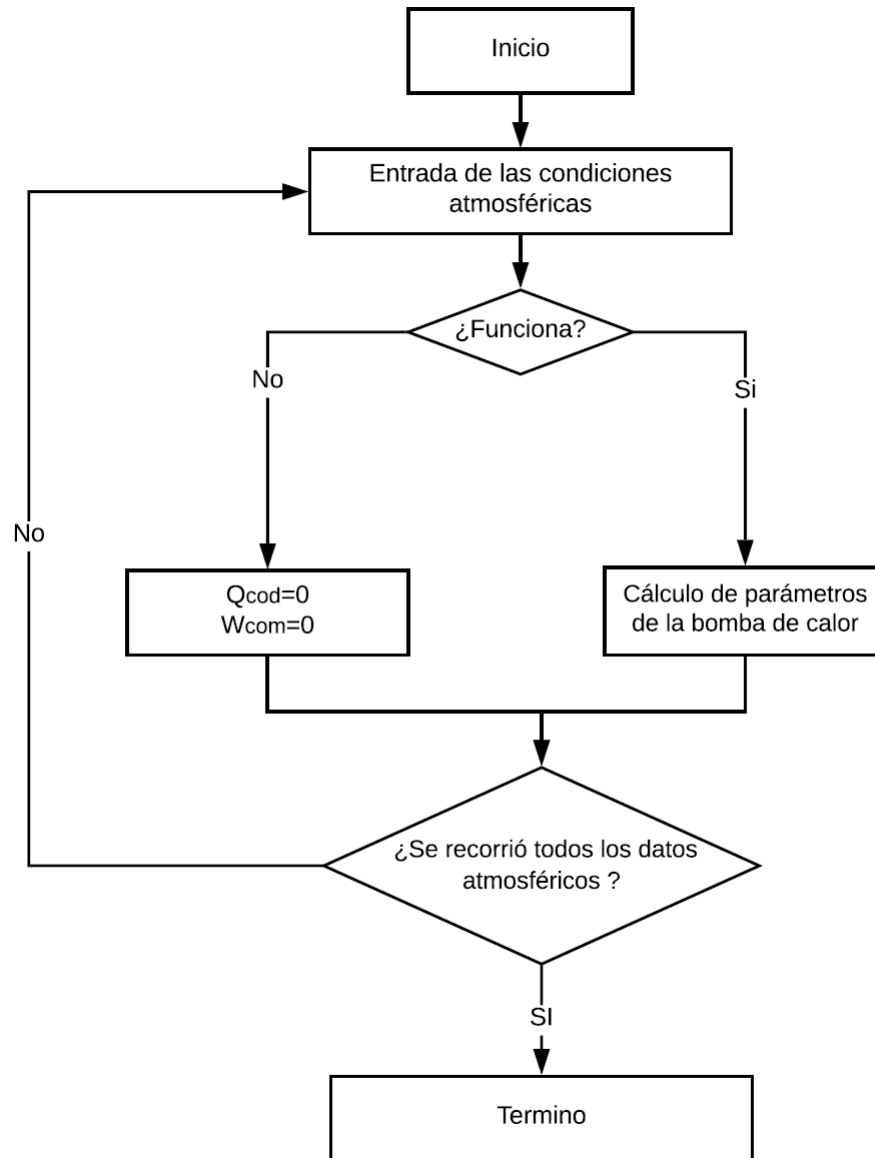 Inicio
Entrada de las condiciones
atmosféricas
¿Funciona?
No
Si
No
Qcod=0
Wcom=0
Cálculo de parámetros
de la bomba de calor
¿Se recorrió todos los datos
atmosféricos ?
SI
Termino